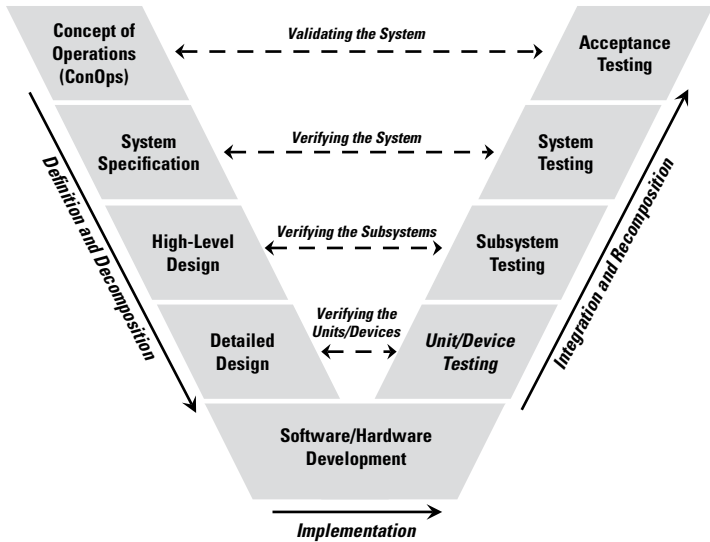 Concept of
Operations
(ConOps)
Validating the System
Acceptance
Testing
System
Specification
Verifying the System
System
Testing
High-Level
Design
Verifying the Subsystems
Subsystem
Testing
Detailed
Design
Verifying the
Units/Devices
Unit/Device
Testing
Definition and Decomposition
Integration and Recomposition
Software/Hardware
Development
Implementation